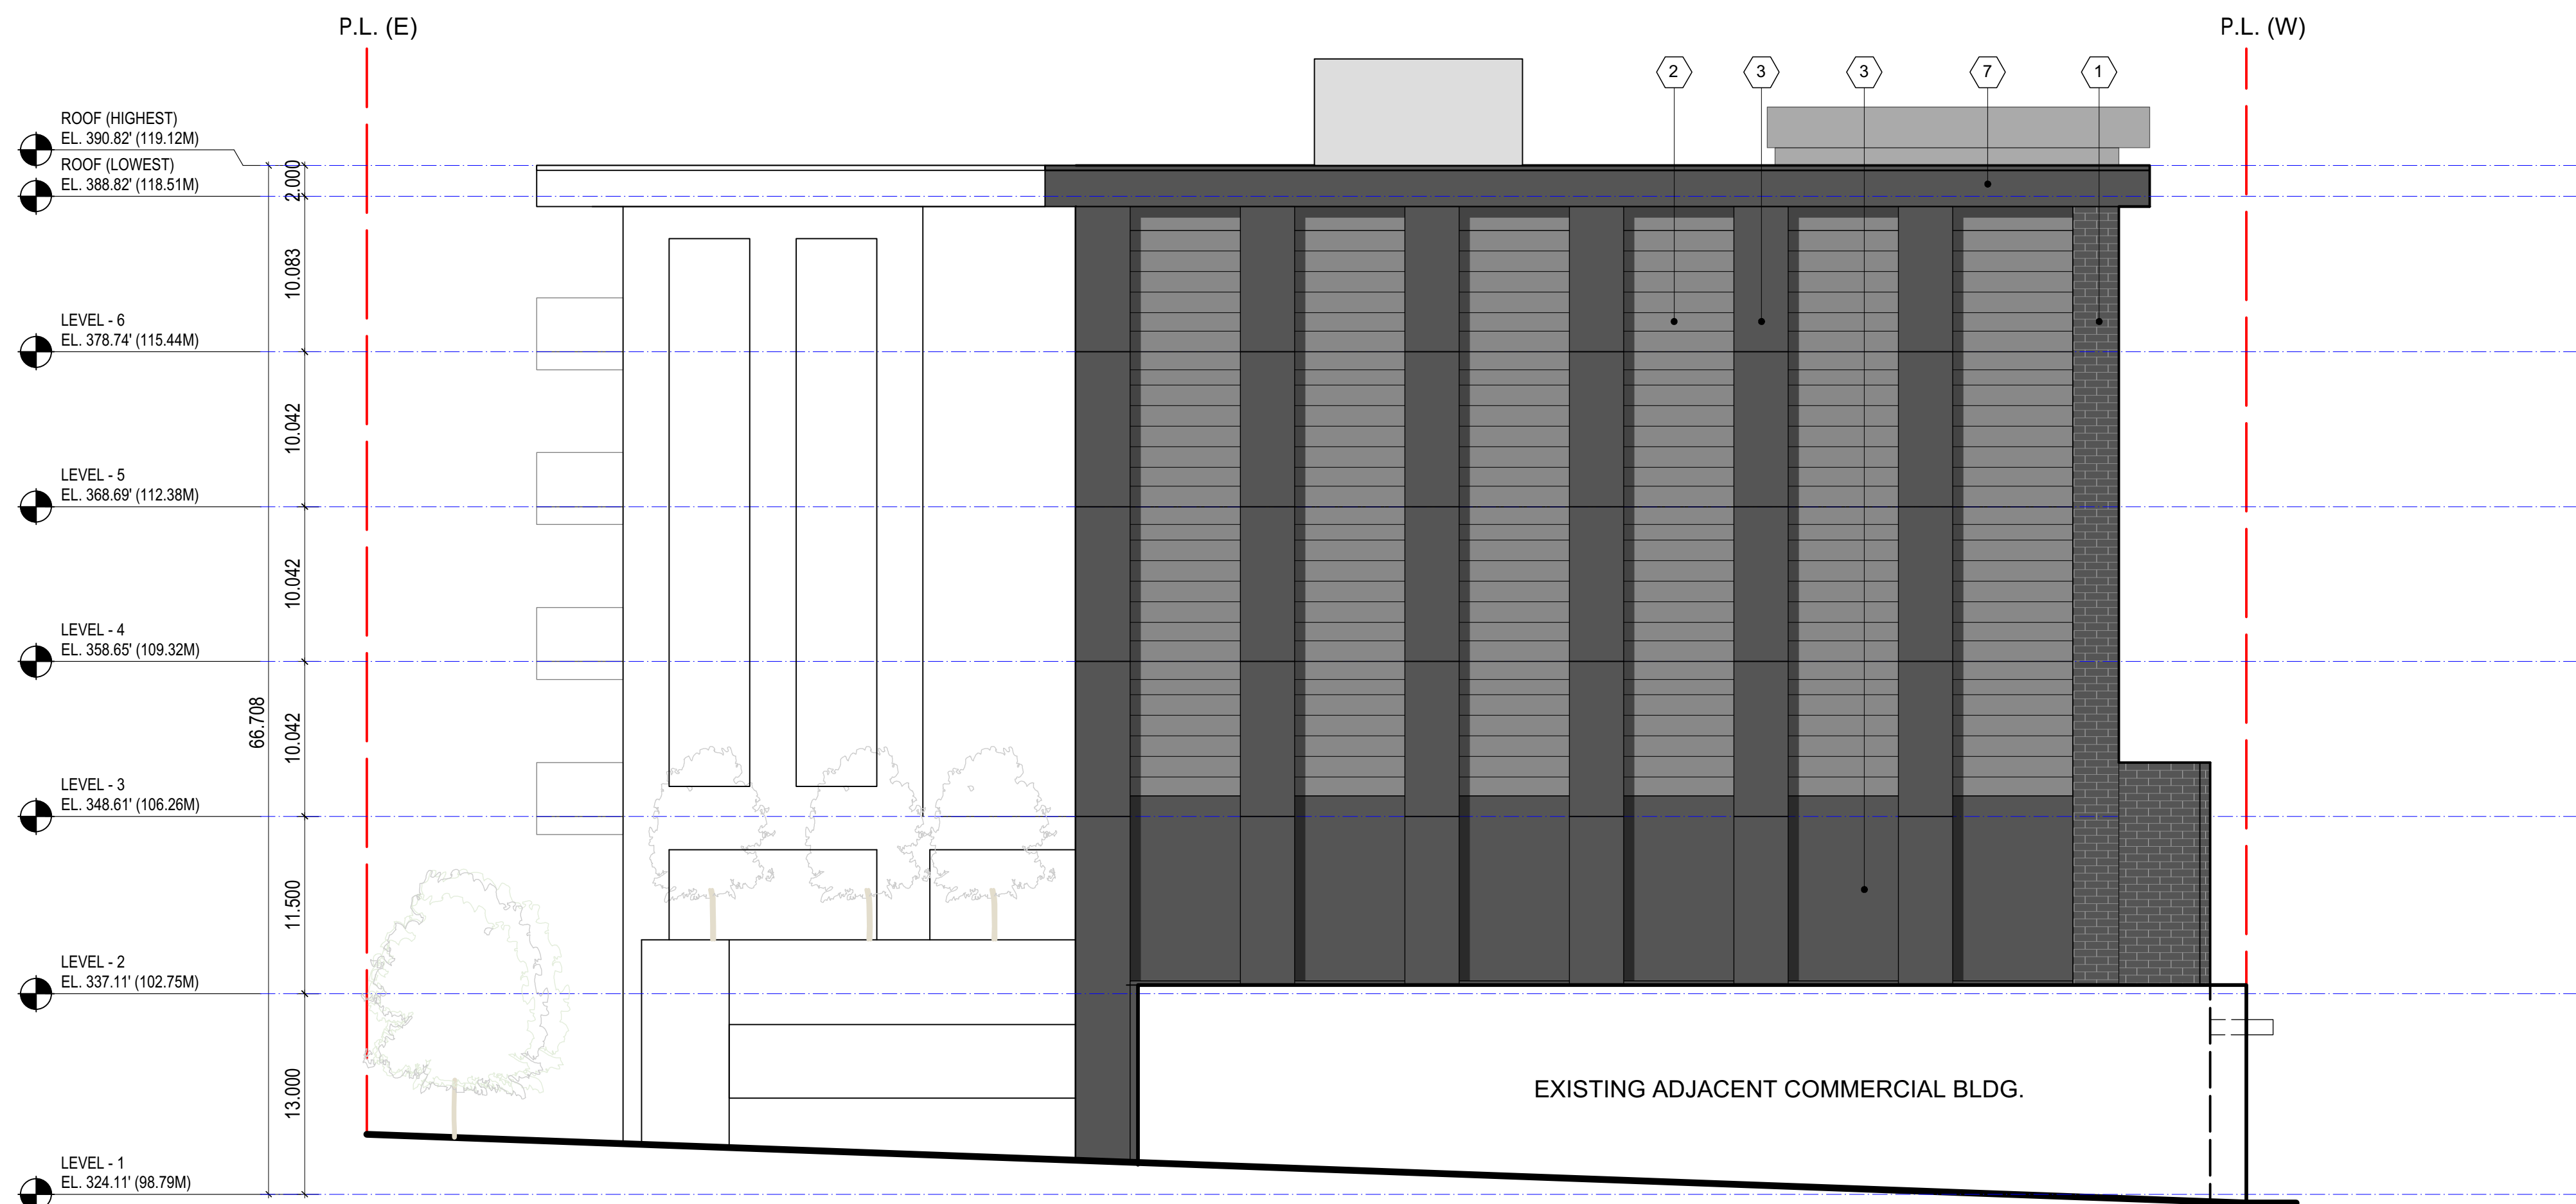 P.L. (E)
P.L. (W)
2
3
3
7
1
ROOF (HIGHEST)
EL. 390.82' (119.12M)
ROOF (LOWEST)
EL. 388.82' (118.51M)
2.000
10.083
LEVEL - 6
EL. 378.74' (115.44M)
10.042
LEVEL - 5
EL. 368.69' (112.38M)
10.042
LEVEL - 4
EL. 358.65' (109.32M)
66.708
10.042
LEVEL - 3
EL. 348.61' (106.26M)
11.500
LEVEL - 2
EL. 337.11' (102.75M)
13.000
EXISTING ADJACENT COMMERCIAL BLDG.
LEVEL - 1
EL. 324.11' (98.79M)